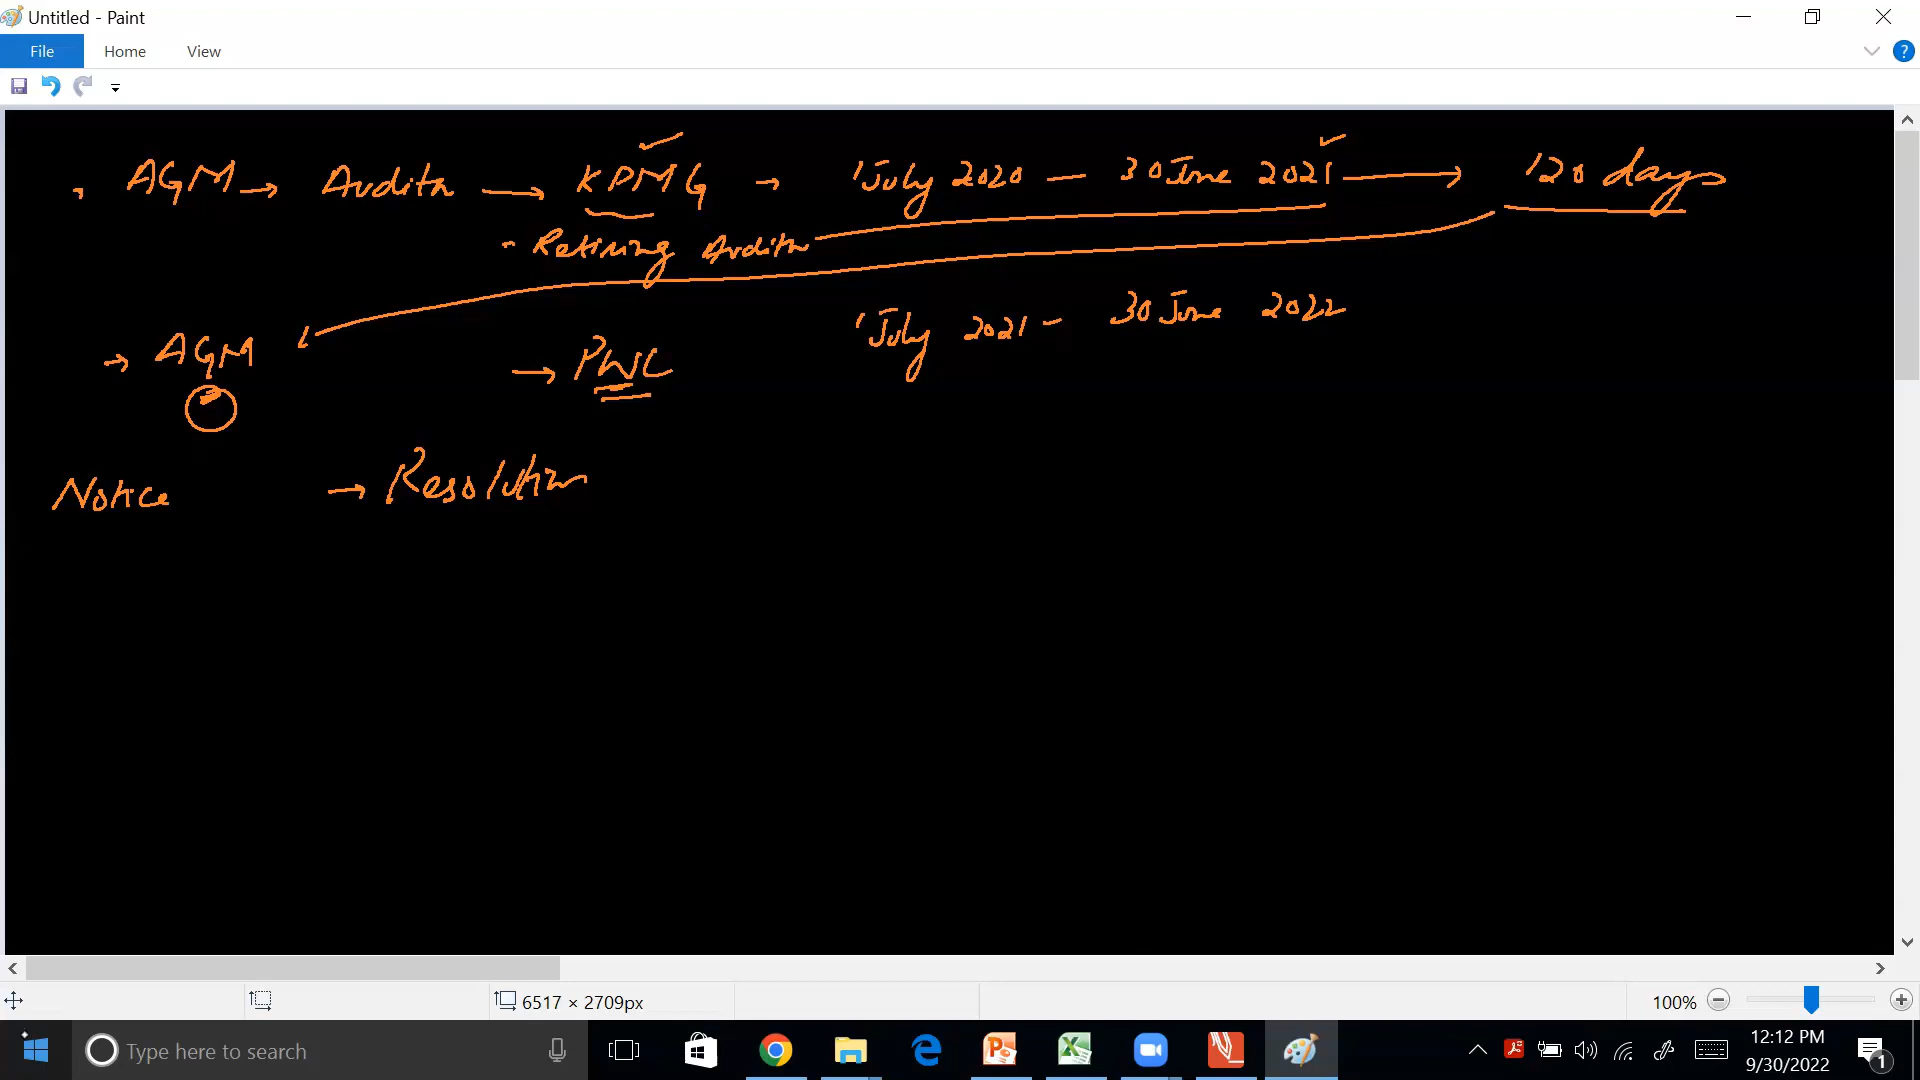 Untitled - Paint
File Home View
AGM → Auditor → KPMG → 1 July 2020 — 30 June 2021 → 120 days
- Retiring Auditor
1 July 2021 - 30 June 2022
→ AGM → PWC
Notice → Resolution
6517 × 2709px 100%
Type here to search
12:12 PM
9/30/2022
1